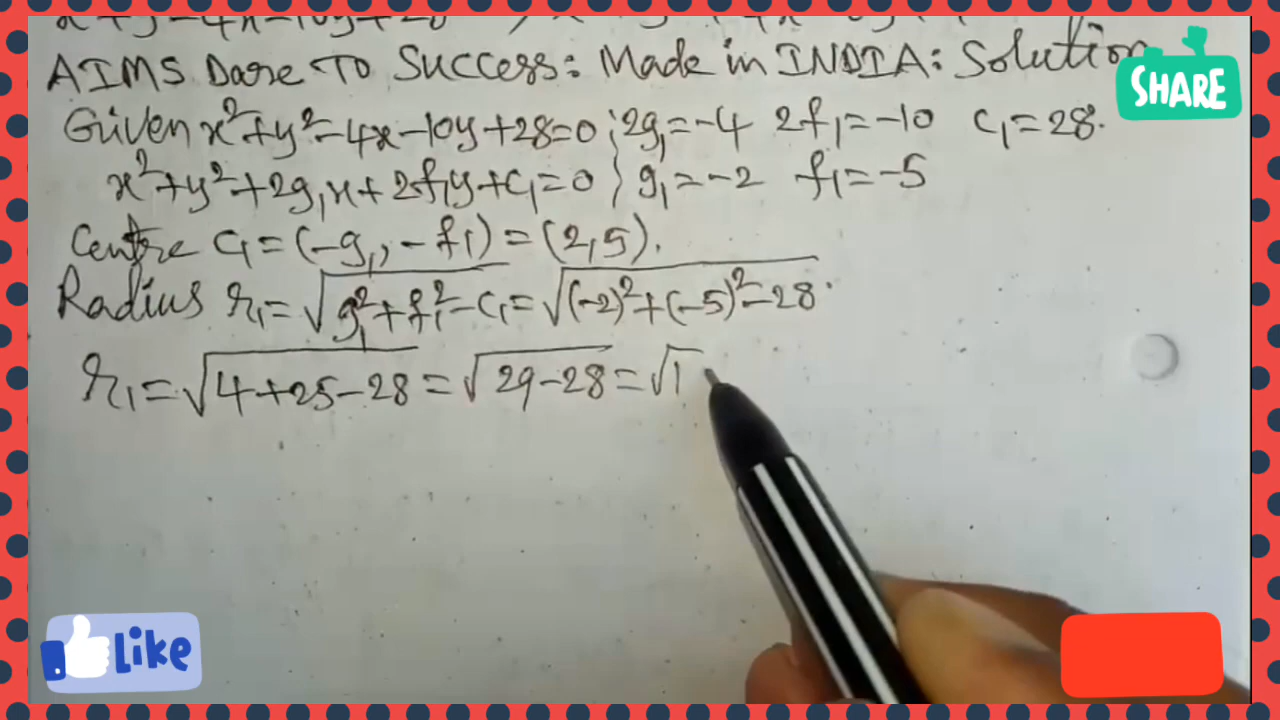 AIMS Dare To Success: Made in INDIA: Solution
SHARE
Given x²+y²-4x-10y+28=0 ; 2g₁=-4 2f₁=-10 c₁=28.
x²+y²+2g₁x+2f₁y+c₁=0 } g₁=-2 f₁=-5
Centre C₁=(-g₁,-f₁)=(2,5).
Radius r₁=√g₁²+f₁²-c₁=√(-2)²+(-5)²-28.
r₁=√4+25-28=√29-28=√1
Like